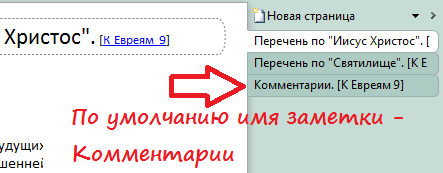 Новая страница
Христос". [К Евреям 9]
Перечень по "Иисус Христос". [
Перечень по "Святилище". [К Е
Комментарии. [К Евреям 9]
По умолчанию имя заметки -
Комментарии
удущих